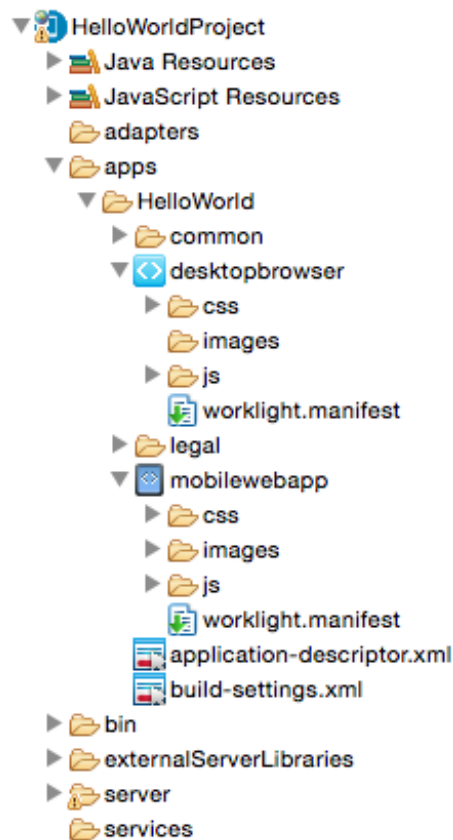 HelloWorldProject
Java Resources
JavaScript Resources
adapters
apps
HelloWorld
common
desktopbrowser
css
images
js
worklight.manifest
legal
mobilewebapp
css
images
js
worklight.manifest
application-descriptor.xml
build-settings.xml
bin
externalServerLibraries
server
services